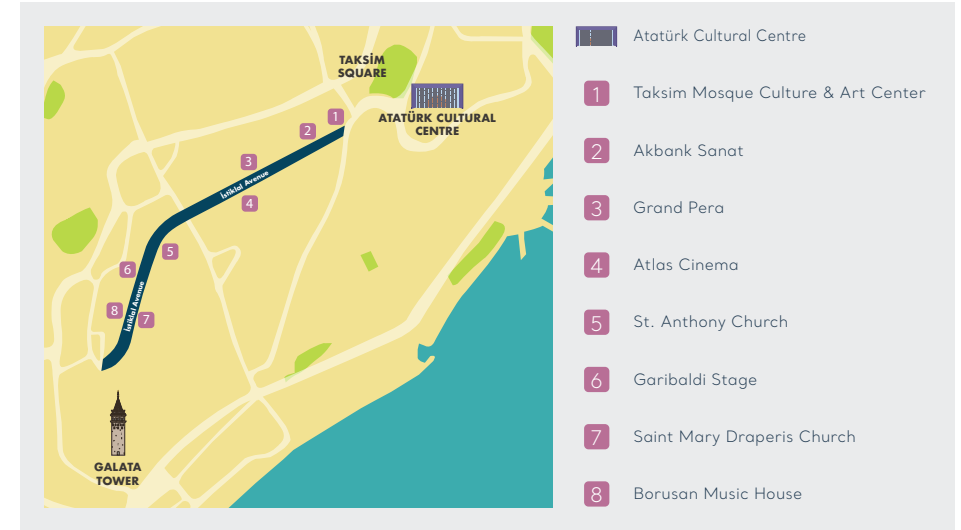 TAKSİM
SQUARE
ATATÜRK CULTURAL
CENTRE
1
2
3
İstiklal Avenue
4
5
6
İstiklal Avenue
8
7
GALATA
TOWER
Atatürk Cultural Centre
1 Taksim Mosque Culture & Art Center
2 Akbank Sanat
3 Grand Pera
4 Atlas Cinema
5 St. Anthony Church
6 Garibaldi Stage
7 Saint Mary Draperis Church
8 Borusan Music House